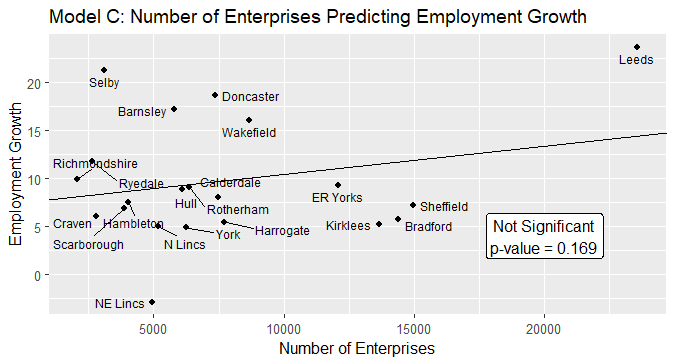 Model C: Number of Enterprises Predicting Employment Growth
Employment Growth
20
15
10
5
0
Leeds
Selby
Barnsley
Doncaster
Wakefield
Richmondshire
Ryedale
Calderdale
Hull
Rotherham
ER Yorks
Sheffield
Craven
Hambleton
Scarborough
N Lincs
York
Harrogate
Kirklees
Bradford
NE Lincs
Not Significant
p-value = 0.169
5000
10000
15000
20000
Number of Enterprises